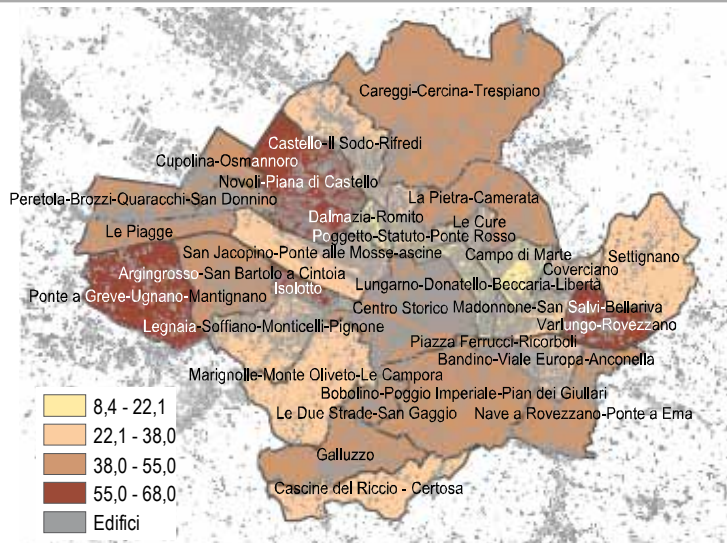 Careggi-Cercina-Trespiano
Castello-Il Sodo-Rifredi
Cupolina-Osmannoro
Novoli-Piana di Castello
Peretola-Brozzi-Quaracchi-San Donnino
La Pietra-Camerata
Dalmazia-Romito
Le Cure
Le Piagge
Poggetto-Statuto-Ponte Rosso
San Jacopino-Ponte alle Mosse-ascine
Campo di Marte
Settignano
Coverciano
Argingrosso-San Bartolo a Cintoia
Isolotto
Lungarno-Donatello-Beccaria-Libertà
Ponte a Greve-Ugnano-Mantignano
Centro Storico
Madonnone-San Salvi-Bellariva
Legnaia-Soffiano-Monticelli-Pignone
Varlungo-Rovezzano
Piazza Ferrucci-Ricorboli
Bandino-Viale Europa-Anconella
Marignolle-Monte Oliveto-Le Campora
Bobolino-Poggio Imperiale-Pian dei Giullari
Le Due Strade-San Gaggio
Nave a Rovezzano-Ponte a Ema
Galluzzo
Cascine del Riccio - Certosa
8,4 - 22,1
22,1 - 38,0
38,0 - 55,0
55,0 - 68,0
Edifici